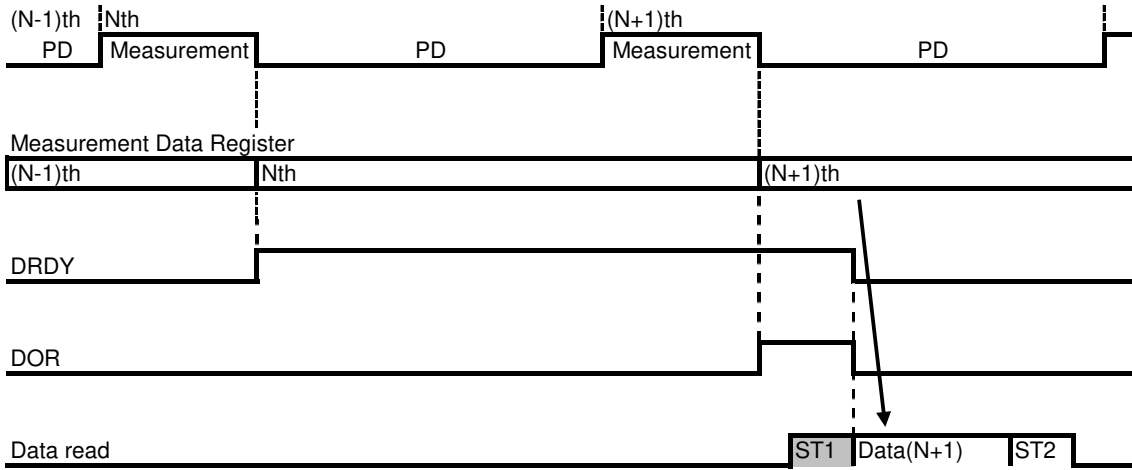 (N-1)th Nth (N+1)th
PD Measurement PD Measurement PD
Measurement Data Register
(N-1)th Nth (N+1)th
DRDY
DOR
Data read ST1 Data(N+1) ST2